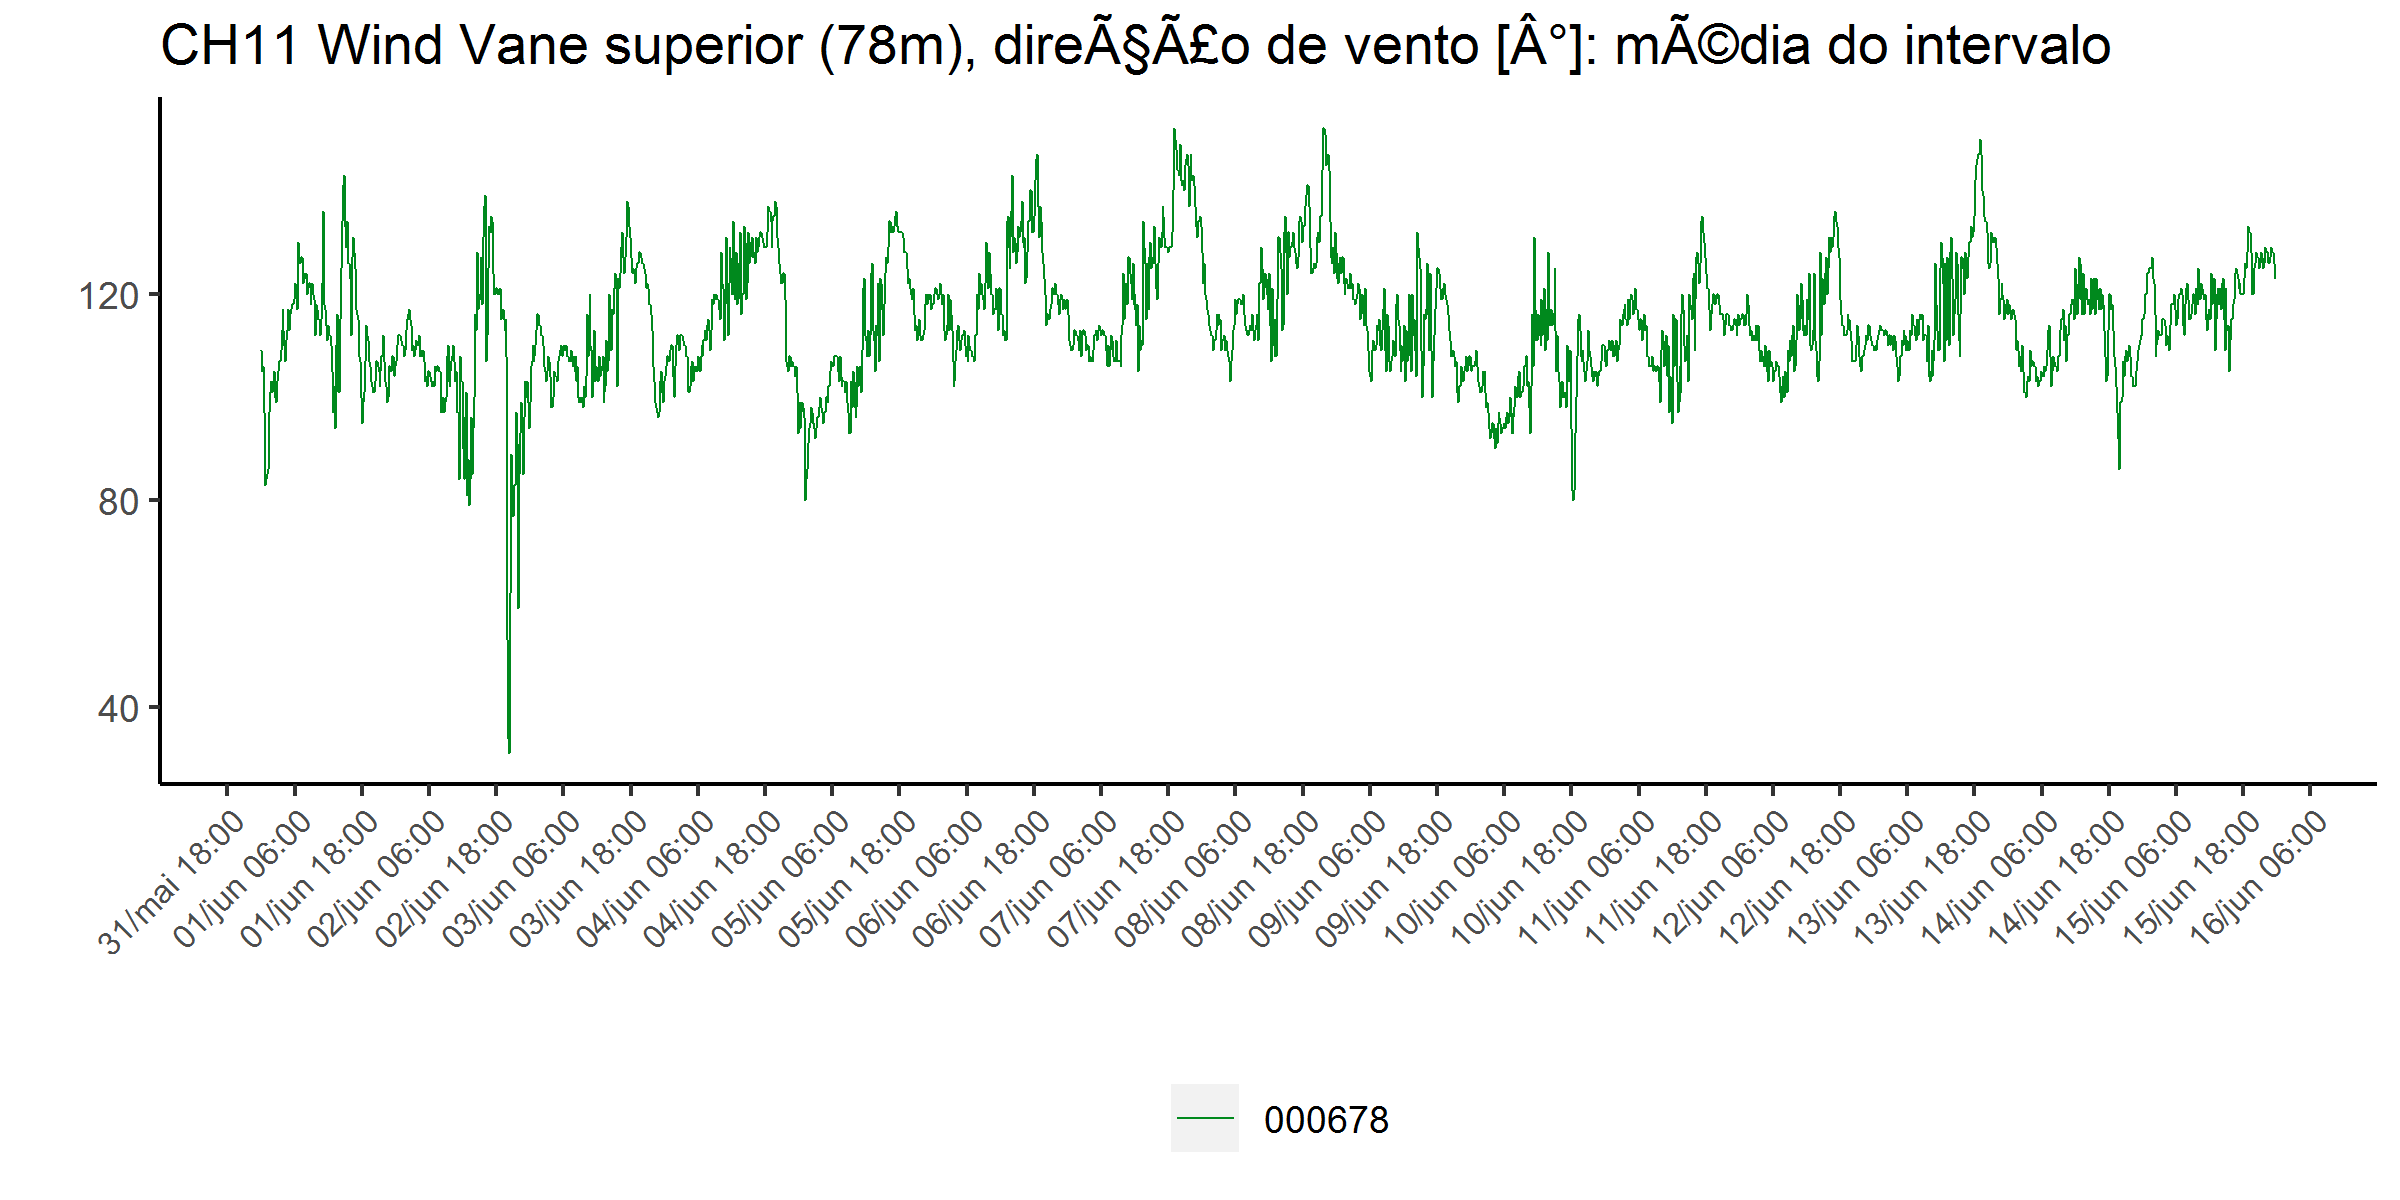 CH11 Wind Vane superior (78m), direÃ§Ã£o de vento [Â°]: mÃ©dia do intervalo
120
80
40
31/mai 18:00
01/jun 06:00
01/jun 18:00
02/jun 06:00
02/jun 18:00
03/jun 06:00
03/jun 18:00
04/jun 06:00
04/jun 18:00
05/jun 06:00
05/jun 18:00
06/jun 06:00
06/jun 18:00
07/jun 06:00
07/jun 18:00
08/jun 06:00
08/jun 18:00
09/jun 06:00
09/jun 18:00
10/jun 06:00
10/jun 18:00
11/jun 06:00
11/jun 18:00
12/jun 06:00
12/jun 18:00
13/jun 06:00
13/jun 18:00
14/jun 06:00
14/jun 18:00
15/jun 06:00
15/jun 18:00
16/jun 06:00
000678